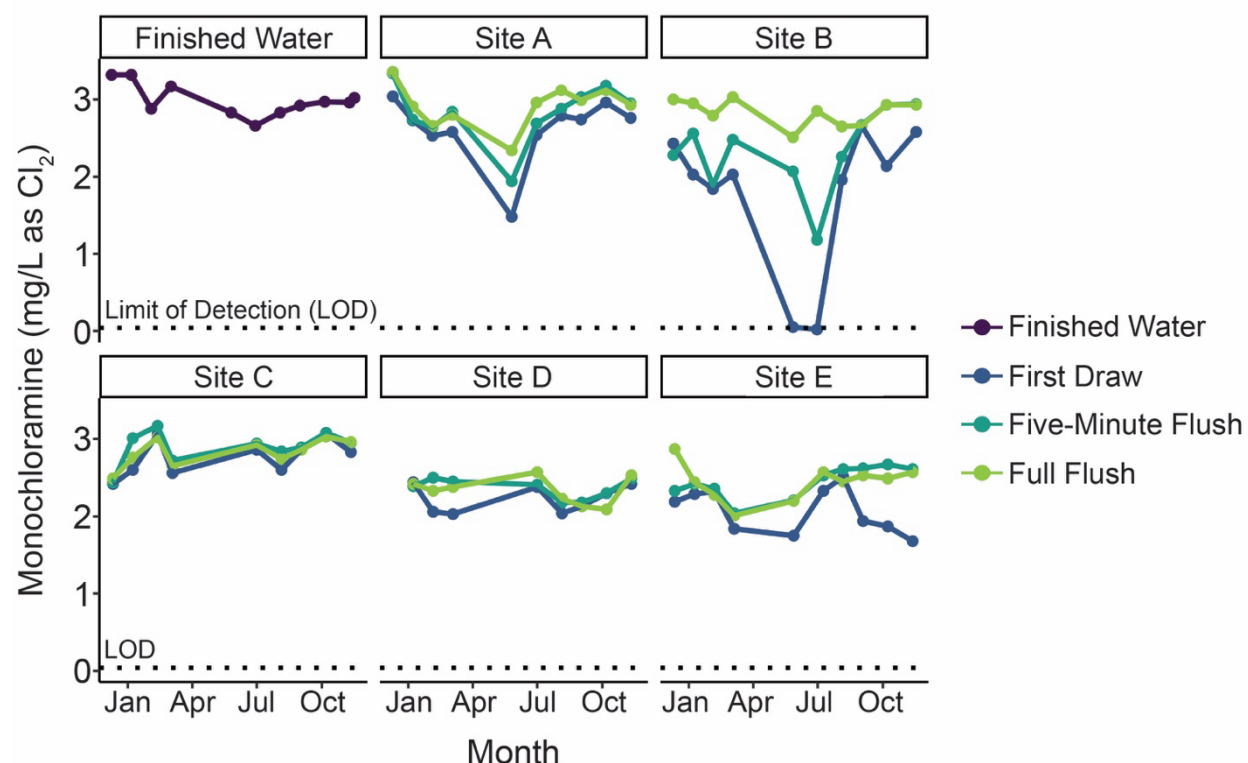 Finished Water
Site A
Site B
Monochloramine (mg/L as Cl₂)
3
2
1
0
Limit of Detection (LOD)
Site C
Site D
Site E
3
2
1
0
LOD
Jan Apr Jul Oct
Jan Apr Jul Oct
Jan Apr Jul Oct
Month
Finished Water
First Draw
Five-Minute Flush
Full Flush